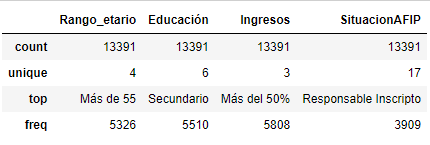 Rango_etario Educación Ingresos SituacionAFIP
count 13391 13391 13391 13391
unique 4 6 3 17
top Más de 55 Secundario Más del 50% Responsable Inscripto
freq 5326 5510 5808 3909